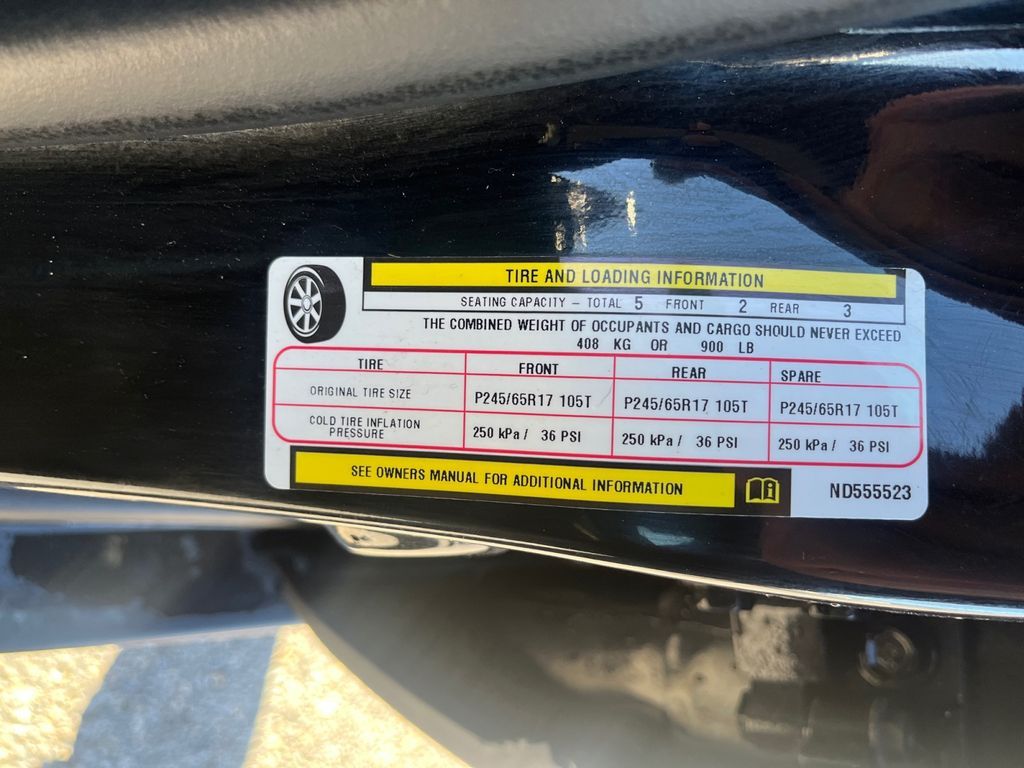 TIRE AND LOADING INFORMATION
SEATING CAPACITY – TOTAL 5 FRONT 2 REAR 3
THE COMBINED WEIGHT OF OCCUPANTS AND CARGO SHOULD NEVER EXCEED
408 KG OR 900 LB
TIRE FRONT REAR SPARE
ORIGINAL TIRE SIZE P245/65R17 105T P245/65R17 105T P245/65R17 105T
COLD TIRE INFLATION PRESSURE 250 kPa / 36 PSI 250 kPa / 36 PSI 250 kPa / 36 PSI
SEE OWNERS MANUAL FOR ADDITIONAL INFORMATION
ND555523